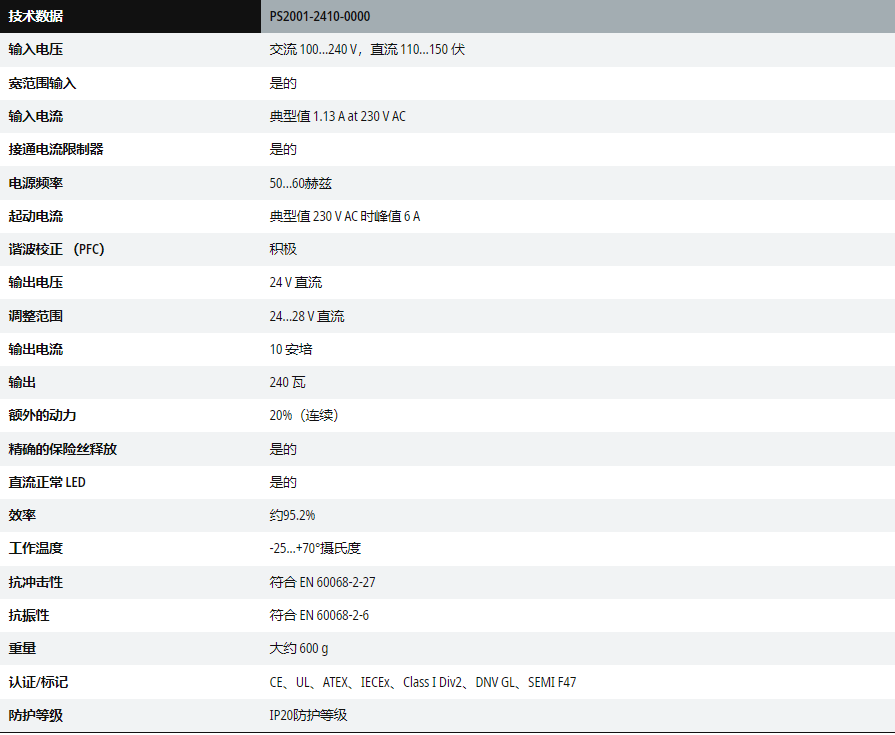 技术数据 PS2001-2410-0000
输入电压 交流 100…240 V，直流 110…150 伏
宽范围输入 是的
输入电流 典型值 1.13 A at 230 V AC
接通电流限制器 是的
电源频率 50…60赫兹
起动电流 典型值 230 V AC 时峰值 6 A
谐波校正 （PFC） 积极
输出电压 24 V 直流
调整范围 24…28 V 直流
输出电流 10 安培
输出 240 瓦
额外的动力 20%（连续）
精确的保险丝释放 是的
直流正常 LED 是的
效率 约95.2%
工作温度 -25…+70°摄氏度
抗冲击性 符合 EN 60068-2-27
抗振性 符合 EN 60068-2-6
重量 大约 600 g
认证/标记 CE、UL、ATEX、IECEx、Class I Div2、DNV GL、SEMI F47
防护等级 IP20防护等级